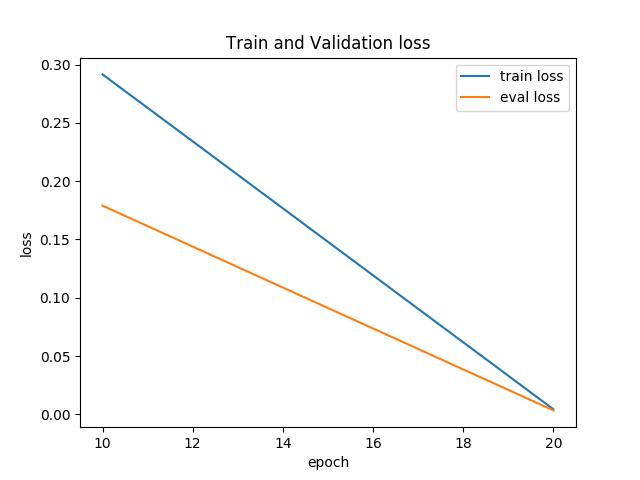 Train and Validation loss
0.30
0.25
0.20
0.15
0.10
0.05
0.00
loss
train loss
eval loss
10 12 14 16 18 20
epoch